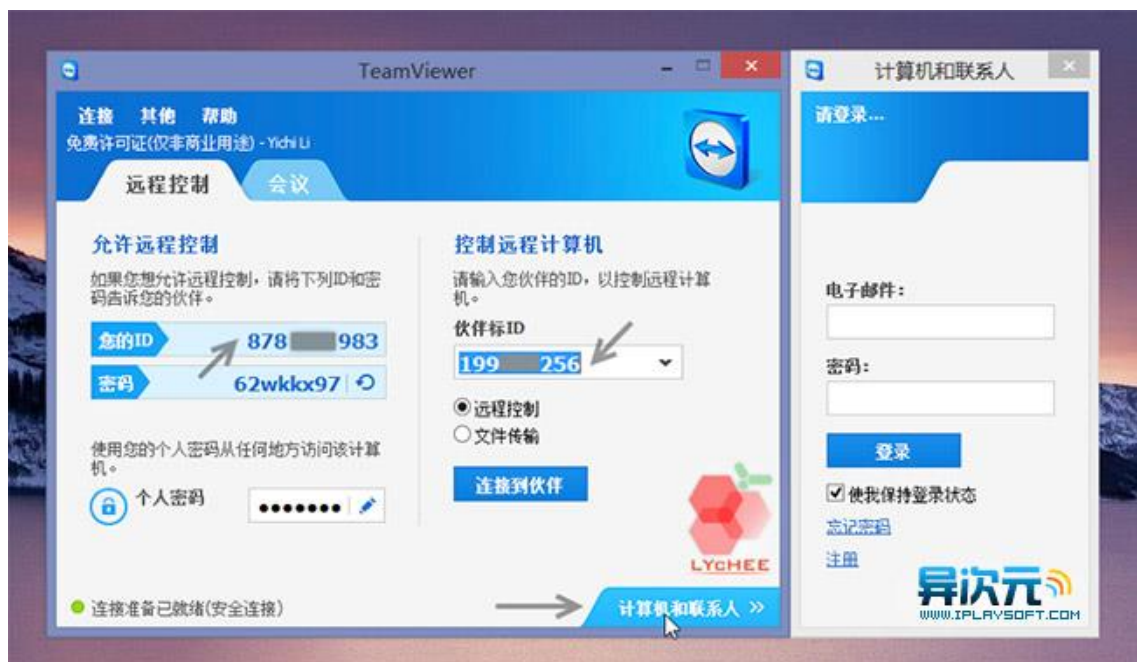 TeamViewer
连接 其他 帮助
免费许可证(仅非商业用途) - Yichi Li
远程控制 会议
允许远程控制
如果您想允许远程控制，请将下列ID和密
码告诉您的伙伴。
您的ID 878 983
密码 62wkkx97
使用您的个人密码从任何地方访问该计算
机。
个人密码
控制远程计算机
请输入您伙伴的ID，以控制远程计算
机。
伙伴标ID
199 256
远程控制
文件传输
连接到伙伴
LYCHEE
连接准备已就绪(安全连接)
计算机和联系人 >>
计算机和联系人
请登录...
电子邮件：
密码：
登录
使我保持登录状态
忘记密码
注册
异次元
WWW.IPLAYSOFT.COM